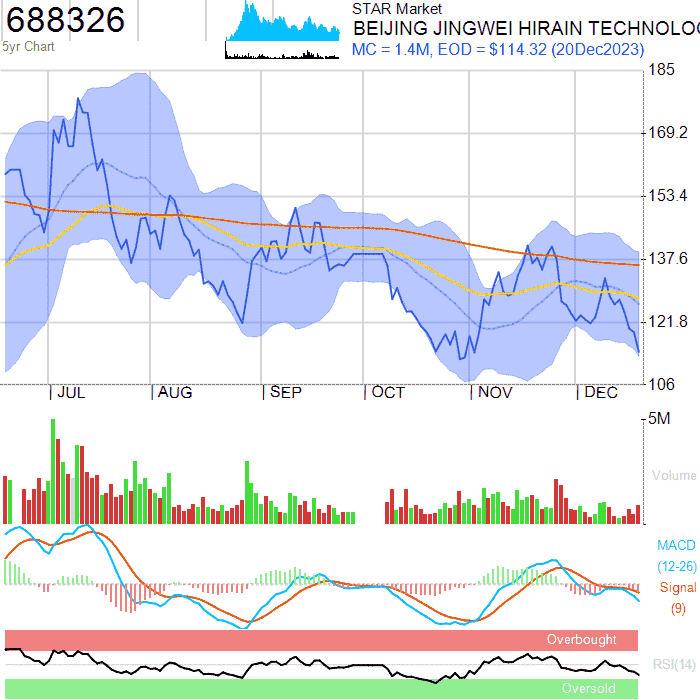 688326
5yr Chart
STAR Market
BEIJING JINGWEI HIRAIN TECHNOLO
MC = 1.4M, EOD = $114.32 (20Dec2023)
185
169.2
153.4
137.6
121.8
106
JUL AUG SEP OCT NOV DEC
5M
Volume
MACD
(12-26)
Signal
(9)
Overbought
RSI(14)
Oversold